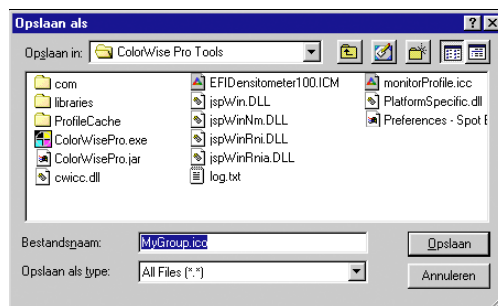 Opslaan als
Opslaan in: ColorWise Pro Tools
com
libraries
ProfileCache
ColorWisePro.exe
ColorWisePro.jar
cwicc.dll
EFIDensitometer100.ICM
jspWin.DLL
jspWinNm.DLL
jspWinRni.DLL
jspWinRnia.DLL
log.txt
monitorProfile.icc
PlatformSpecific.dll
Preferences - Spot
Bestandsnaam: MyGroup.ico
Opslaan
Opslaan als type: All Files (*.*)
Annuleren